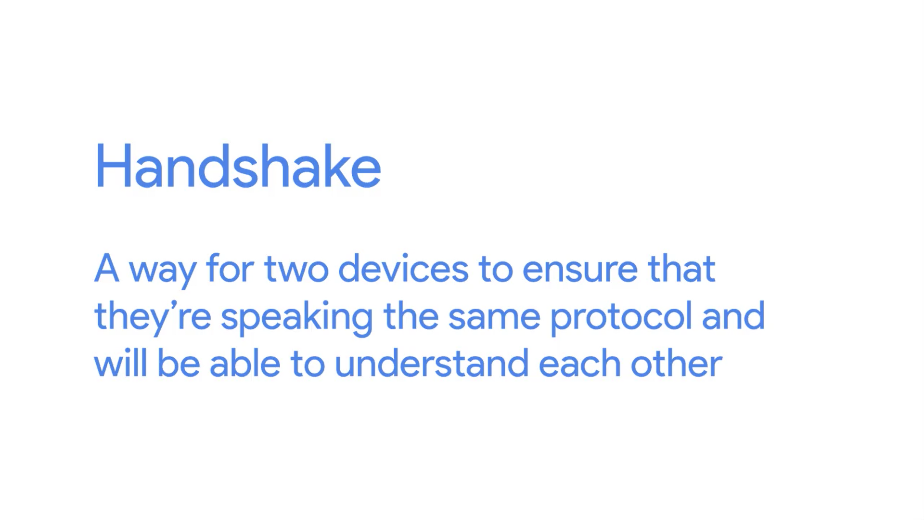 Handshake
A way for two devices to ensure that
they’re speaking the same protocol and
will be able to understand each other